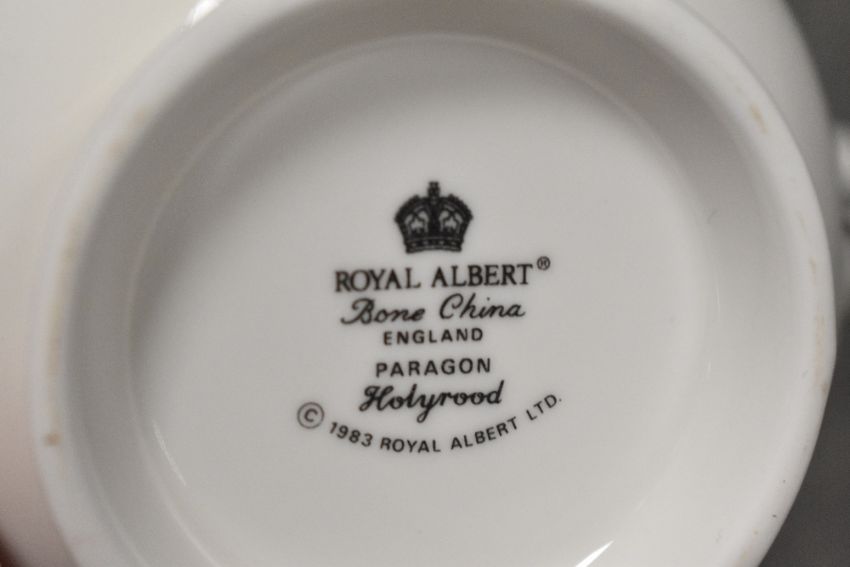 ROYAL ALBERT®
Bone China
ENGLAND
PARAGON
Holyrood
© 1983 ROYAL ALBERT LTD.